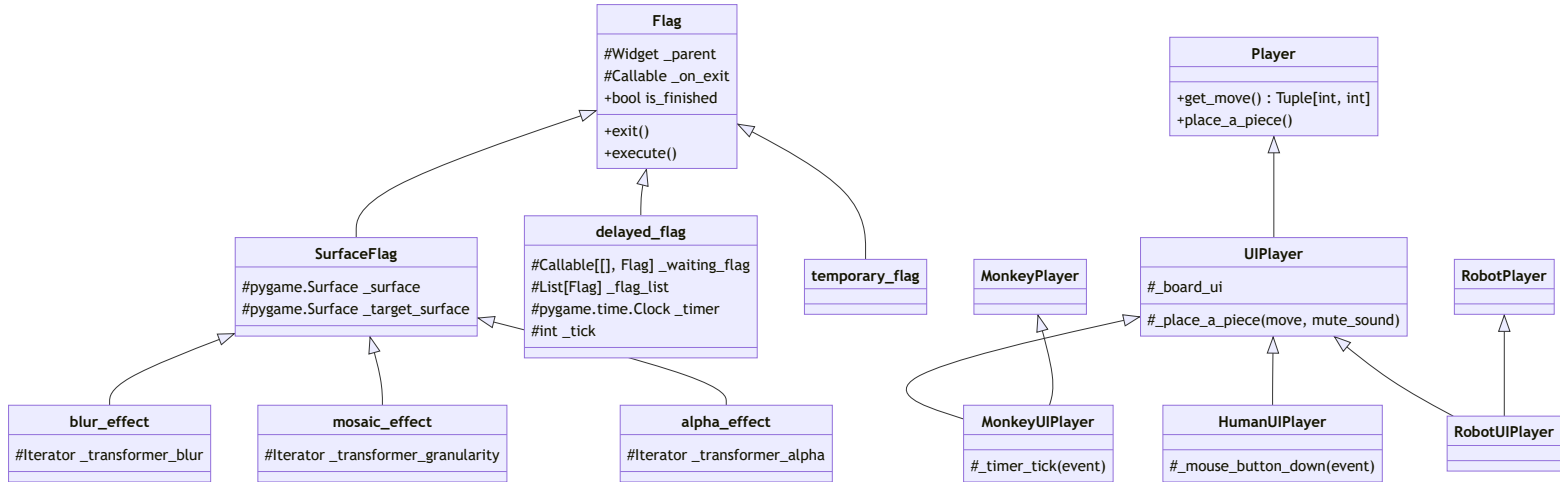 Flag
#Widget _parent
#Callable _on_exit
+bool is_finished
+exit()
+execute()
Player
+get_move() : Tuple[int, int]
+place_a_piece()
SurfaceFlag
#pygame.Surface _surface
#pygame.Surface _target_surface
delayed_flag
#Callable[[], Flag] _waiting_flag
#List[Flag] _flag_list
#pygame.time.Clock _timer
#int _tick
temporary_flag
MonkeyPlayer
UIPlayer
#_board_ui
#_place_a_piece(move, mute_sound)
RobotPlayer
blur_effect
#Iterator _transformer_blur
mosaic_effect
#Iterator _transformer_granularity
alpha_effect
#Iterator _transformer_alpha
MonkeyUIPlayer
#_timer_tick(event)
HumanUIPlayer
#_mouse_button_down(event)
RobotUIPlayer